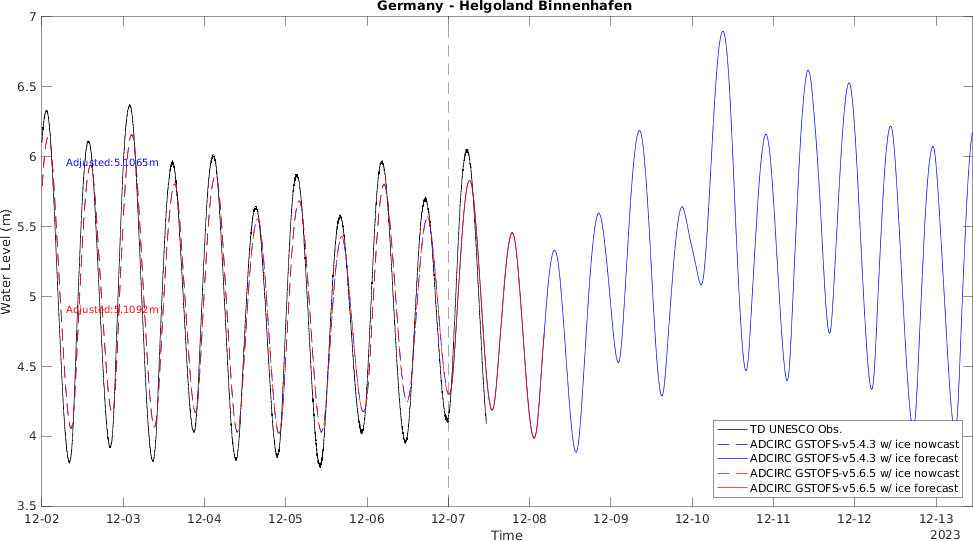 Germany - Helgoland Binnenhafen
Water Level (m)
7
6.5
6
5.5
5
4.5
4
3.5
Adjusted:5.1065m
Adjusted:5.1092m
TD UNESCO Obs.
ADCIRC GSTOFS-v5.4.3 w/ ice nowcast
ADCIRC GSTOFS-v5.4.3 w/ ice forecast
ADCIRC GSTOFS-v5.6.5 w/ ice nowcast
ADCIRC GSTOFS-v5.6.5 w/ ice forecast
12-02 12-03 12-04 12-05 12-06 12-07 12-08 12-09 12-10 12-11 12-12 12-13
Time
2023